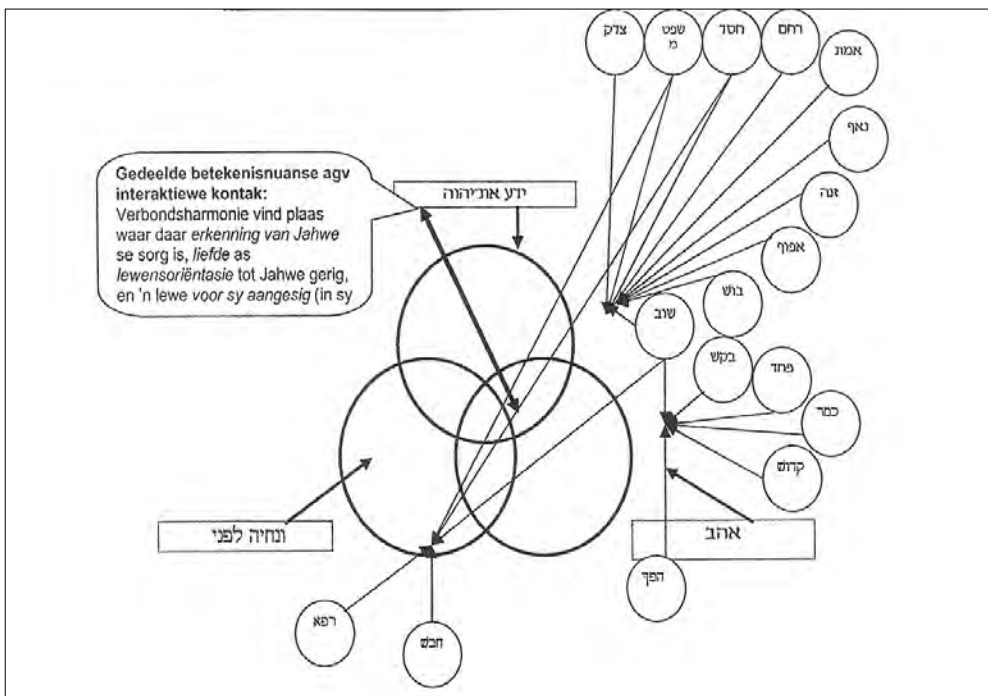 צדק
משפט
חסד
רחם
אמת
נאף
זנה
אפוף
בוש
שוב
בקש
פחד
כמר
קדוש
Gedeelde betekenisnuanse agv
interaktiewe kontak:
Verbondsharmonie vind plaas
waar daar erkenning van Jahwe
se sorg is, liefde as
lewensoriëntasie tot Jahwe gerig,
en 'n lewe voor sy aangesig (in sy
ידע את־יהוה
ונחיה לפני
אהב
הפך
רפא
חבש